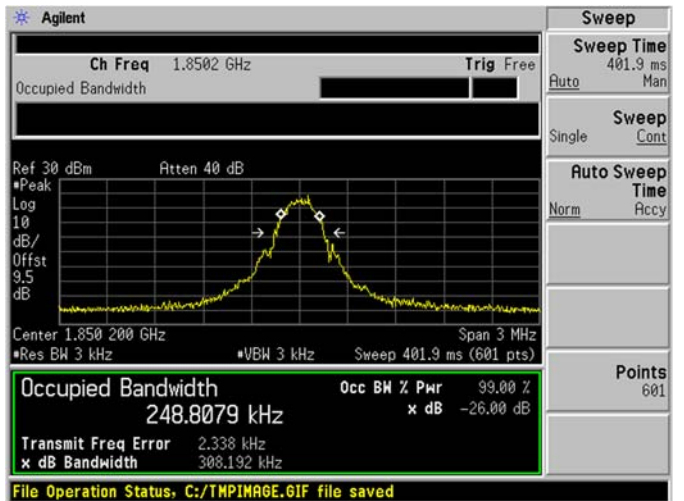 Agilent
Sweep
Ch Freq 1.8502 GHz Trig Free
Occupied Bandwidth
Sweep Time
401.9 ms
Auto Man
Sweep
Single Cont
Auto Sweep
Time
Norm Accy
Points
601
Ref 30 dBm Atten 40 dB
Peak
Log
10
dB/
Offst
9.5
dB
Center 1.850 200 GHz Span 3 MHz
Res BW 3 kHz VBW 3 kHz Sweep 401.9 ms (601 pts)
Occupied Bandwidth Occ BW % Pwr 99.00 %
248.8079 kHz x dB -26.00 dB
Transmit Freq Error 2.338 kHz
x dB Bandwidth 308.192 kHz
File Operation Status, C:/TMPIMAGE.GIF file saved